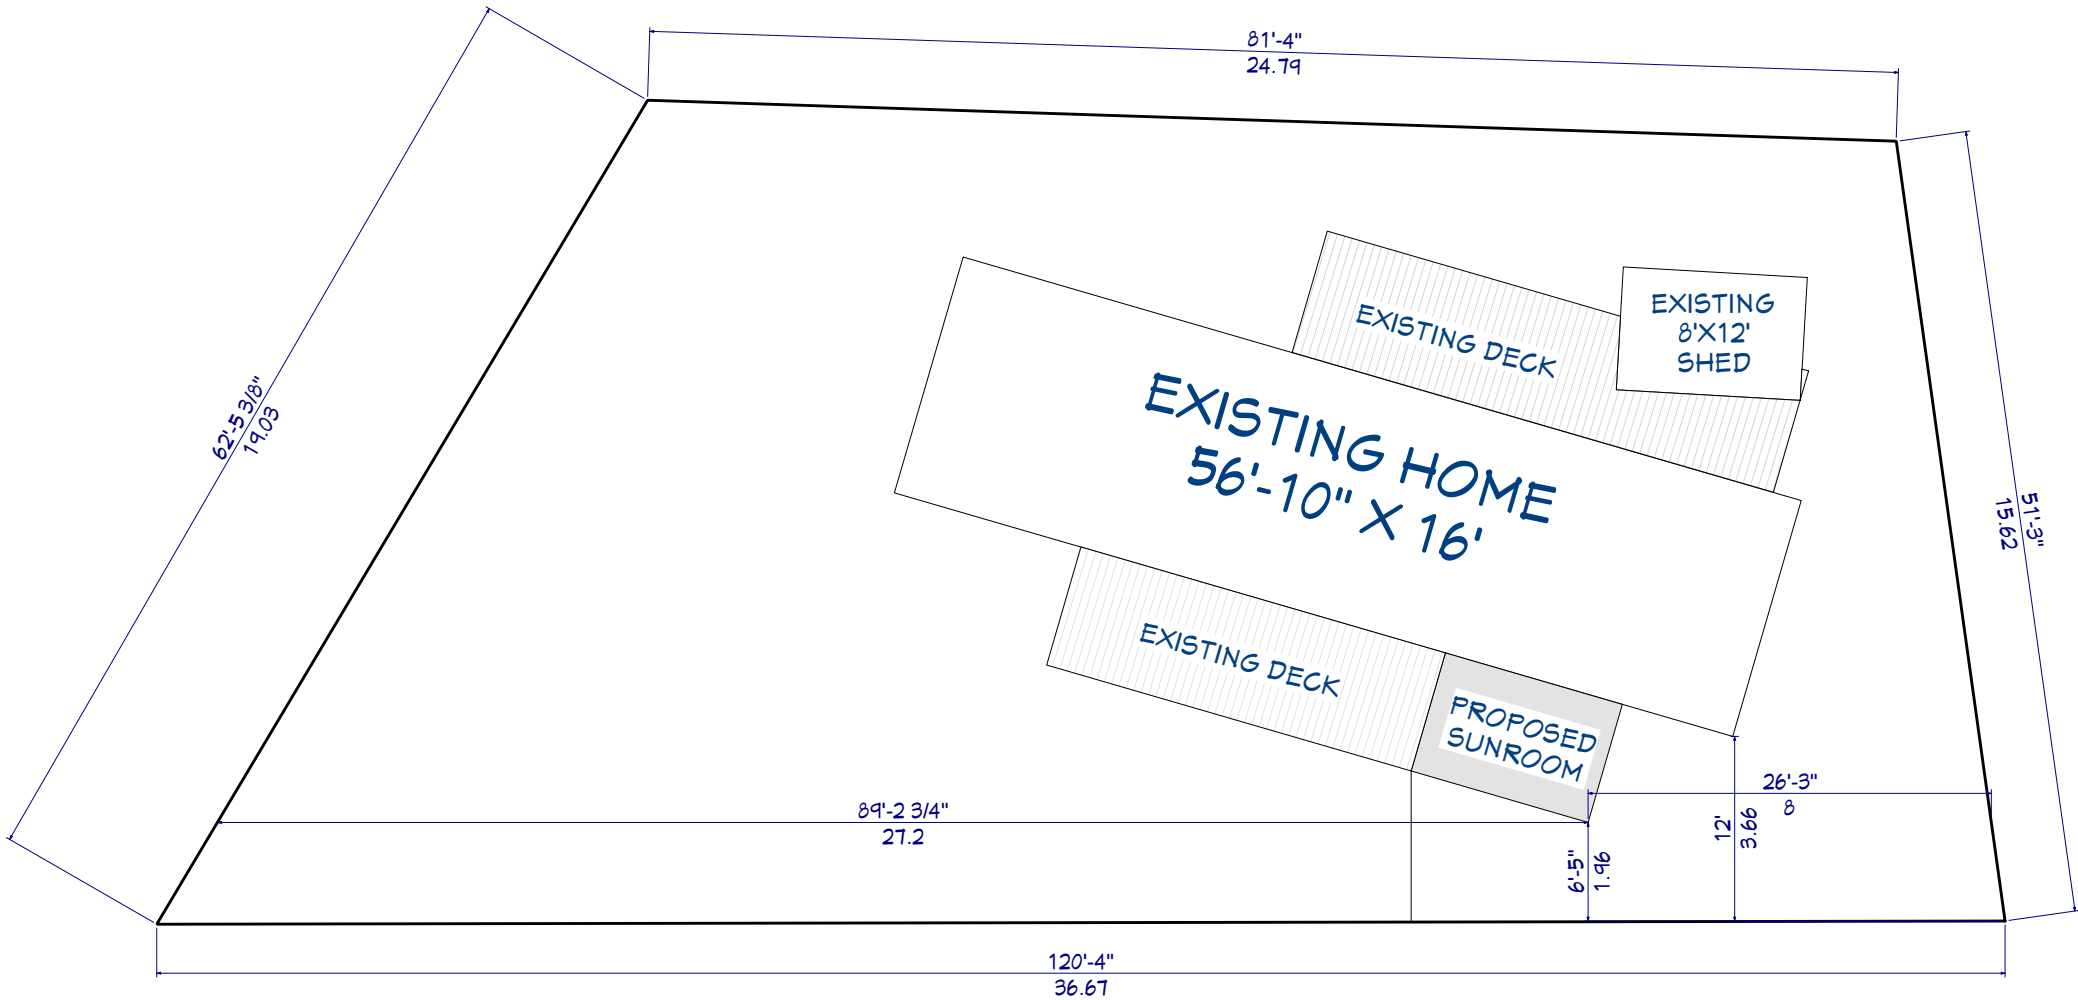 81'-4"
24.79
62'-5 3/8"
19.03
EXISTING
8'X12'
SHED
EXISTING DECK
EXISTING HOME
56'-10" X 16'
51'-3"
15.62
EXISTING DECK
PROPOSED
SUNROOM
26'-3"
8
89'-2 3/4"
27.2
12'
3.66
6'-5"
1.96
120'-4"
36.67